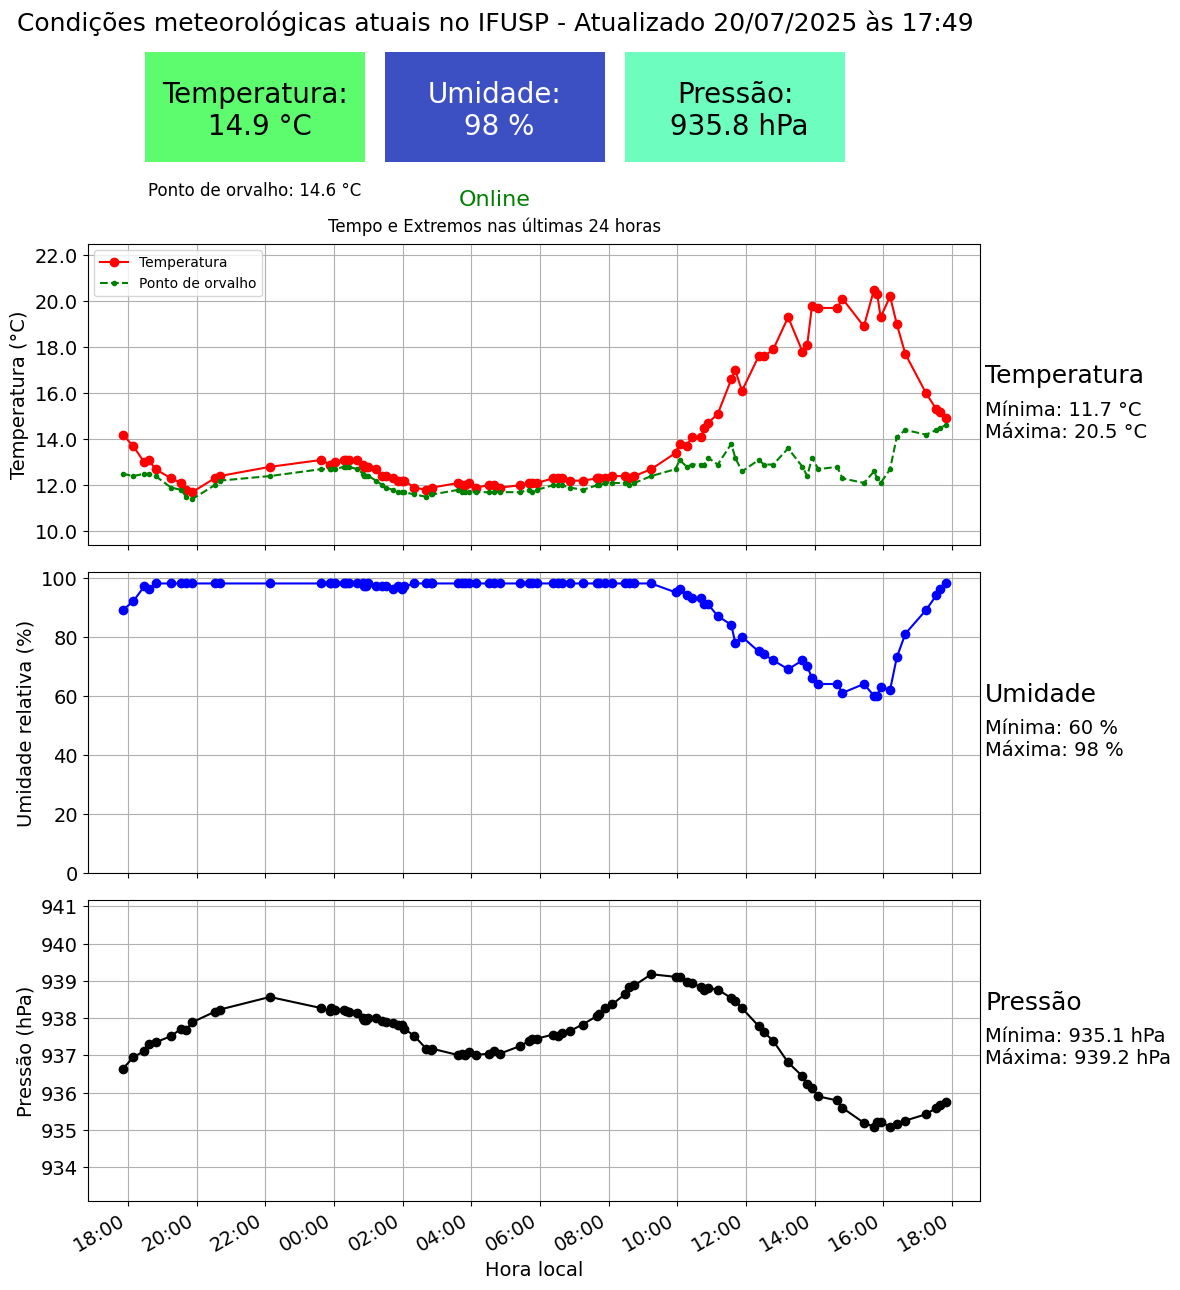 Condições meteorológicas atuais no IFUSP - Atualizado 20/07/2025 às 17:49
Temperatura:
14.9 °C
Umidade:
98 %
Pressão:
935.8 hPa
Ponto de orvalho: 14.6 °C
Online
Tempo e Extremos nas últimas 24 horas
Temperatura (°C)
22.0
20.0
18.0
16.0
14.0
12.0
10.0
Temperatura
Ponto de orvalho
Temperatura
Mínima: 11.7 °C
Máxima: 20.5 °C
Umidade relativa (%)
100
80
60
40
20
0
Umidade
Mínima: 60 %
Máxima: 98 %
Pressão (hPa)
941
940
939
938
937
936
935
934
Pressão
Mínima: 935.1 hPa
Máxima: 939.2 hPa
18:00
20:00
22:00
00:00
02:00
04:00
06:00
08:00
10:00
12:00
14:00
16:00
18:00
Hora local